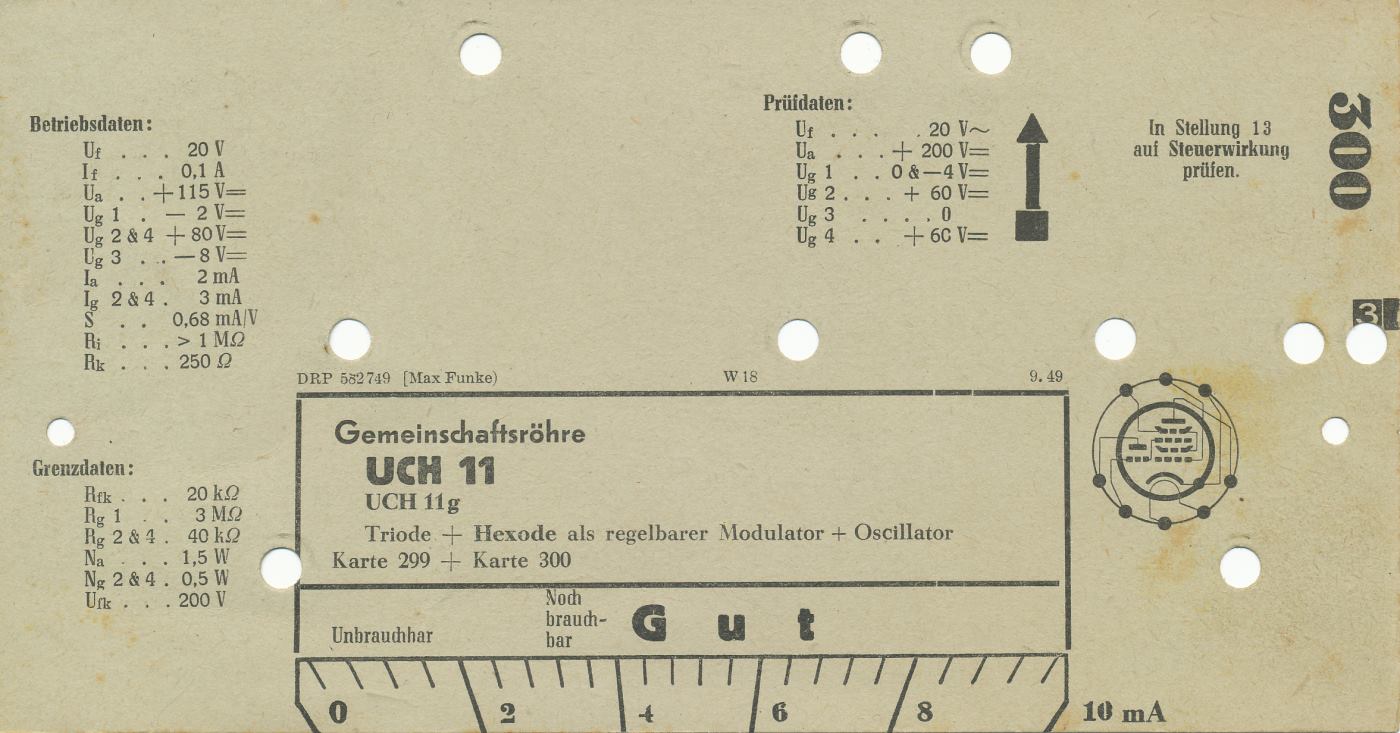 Betriebsdaten:
Uf . . . 20 V
If . . . 0,1 A
Ua . . +115 V=
Ug 1 . — 2 V=
Ug 2 & 4 +80 V=
Ug 3 . . —8 V=
Ia . . . 2 mA
Ig 2 & 4 . 3 mA
S . . 0,68 mA/V
Ri . . . > 1 MΩ
Rk . . . 250 Ω
Grenzdaten:
Rfk . . . 20 kΩ
Rg 1 . . 3 MΩ
Rg 2 & 4 . 40 kΩ
Na . . . 1,5 W
Ng 2 & 4 . 0,5 W
Ufk . . . 200 V
Prüfdaten:
Uf . . . . 20 V~
Ua . . . + 200 V=
Ug 1 . . 0 & —4 V=
Ug 2 . . . + 60 V=
Ug 3 . . . . 0
Ug 4 . . + 60 V=
In Stellung 13
auf Steuerwirkung
prüfen.
300
3
DRP 582749 [Max Funke) W 18 9. 49
Gemeinschaftsröhre
UCH 11
UCH 11g
Triode + Hexode als regelbarer Modulator + Oscillator
Karte 299 + Karte 300
Unbrauchbar
Noch
brauch-
bar
Gut
0 2 4 6 8 10 mA